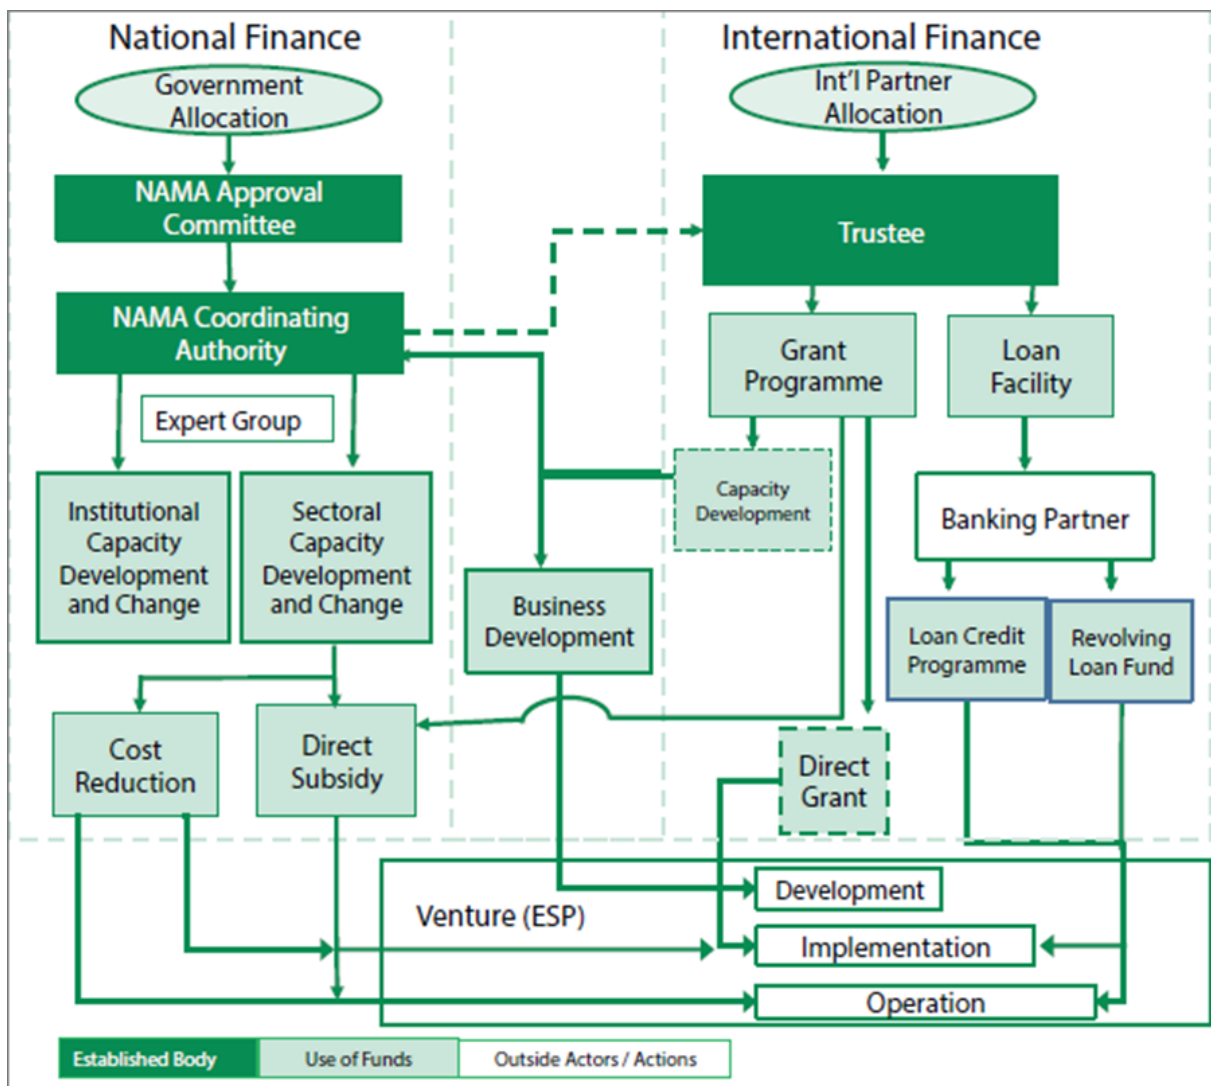 National Finance
International Finance
Government
Allocation
Int'l Partner
Allocation
NAMA Approval
Committee
Trustee
NAMA Coordinating
Authority
Grant
Programme
Loan
Facility
Expert Group
Institutional
Capacity
Development
and Change
Sectoral
Capacity
Development
and Change
Capacity
Development
Banking Partner
Business
Development
Loan Credit
Programme
Revolving
Loan Fund
Cost
Reduction
Direct
Subsidy
Direct
Grant
Venture (ESP)
Development
Implementation
Operation
Established Body
Use of Funds
Outside Actors / Actions